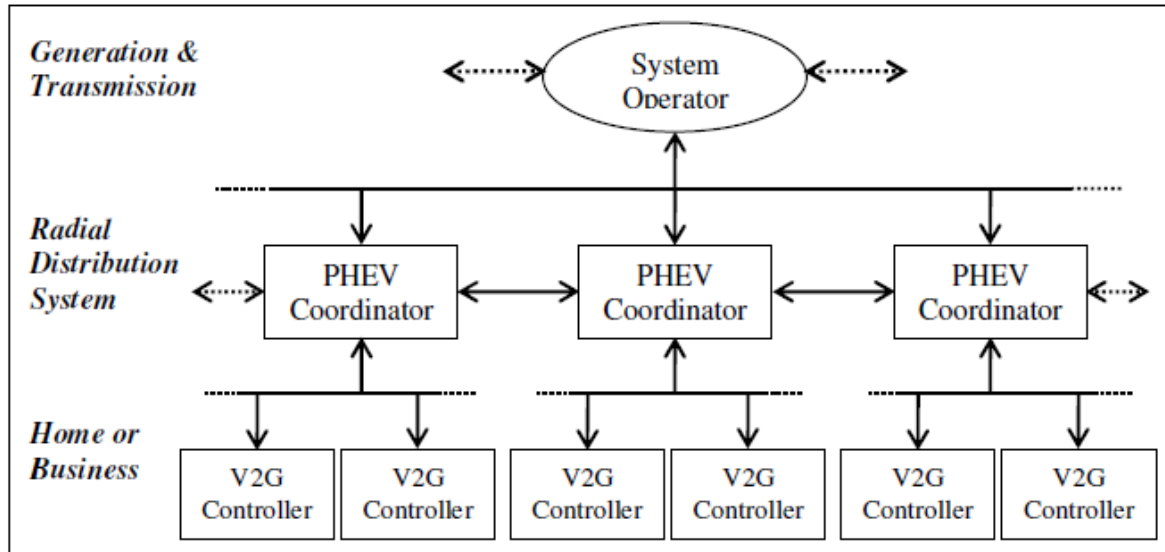 Generation &
Transmission
System
Operator
Radial
Distribution
System
PHEV
Coordinator
PHEV
Coordinator
PHEV
Coordinator
Home or
Business
V2G
Controller
V2G
Controller
V2G
Controller
V2G
Controller
V2G
Controller
V2G
Controller